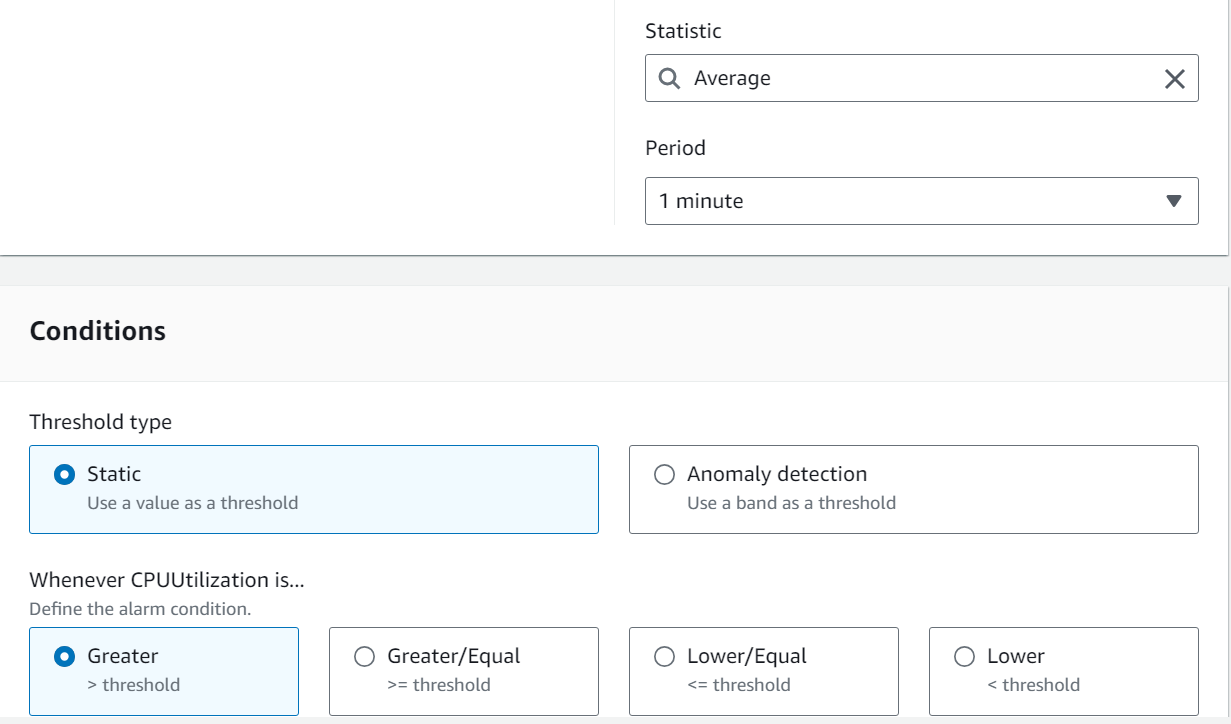 Statistic
Average
Period
1 minute
Conditions
Threshold type
Static
Use a value as a threshold
Anomaly detection
Use a band as a threshold
Whenever CPUUtilization is...
Define the alarm condition.
Greater
> threshold
Greater/Equal
>= threshold
Lower/Equal
<= threshold
Lower
< threshold